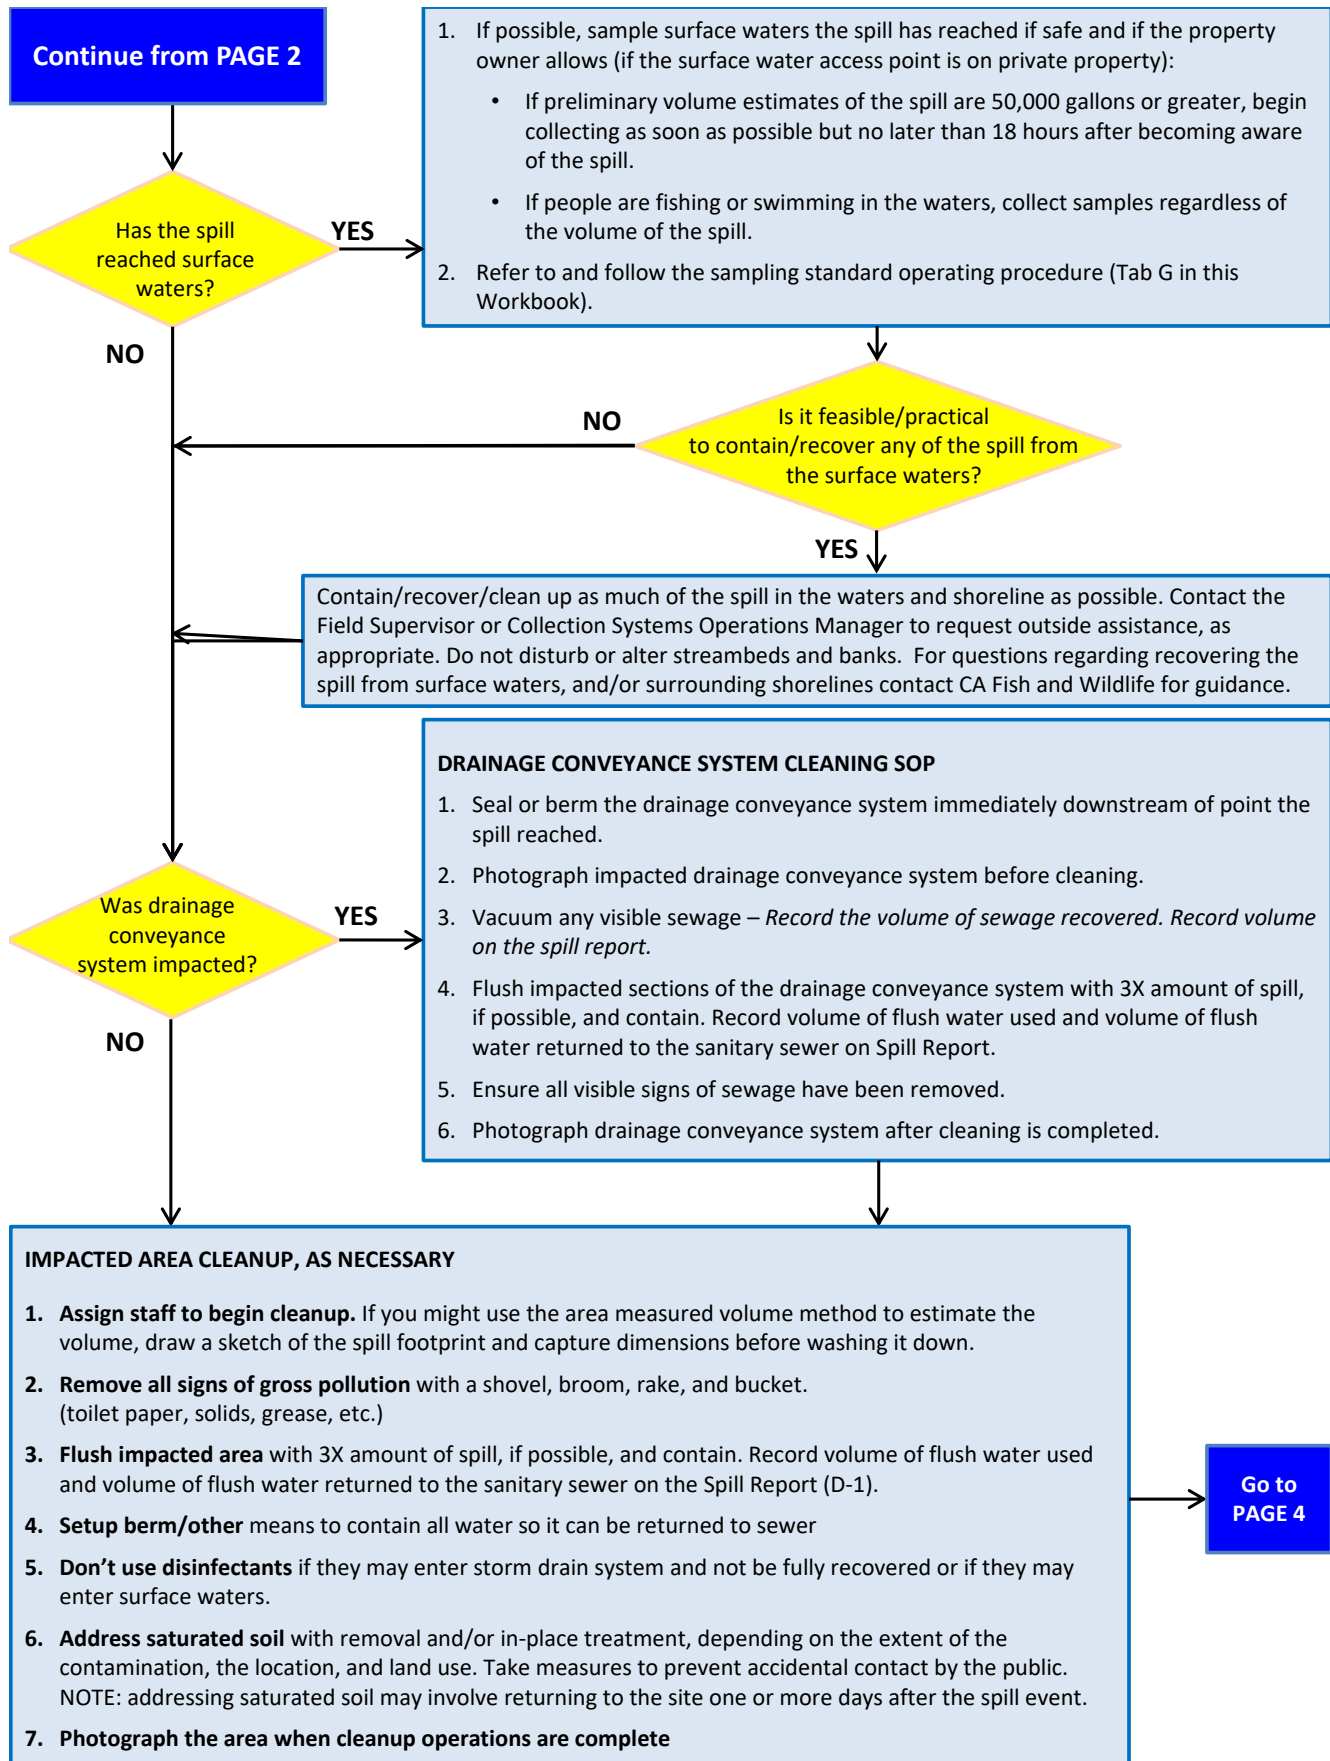 Continue from PAGE 2
1. If possible, sample surface waters the spill has reached if safe and if the property
owner allows (if the surface water access point is on private property):
• If preliminary volume estimates of the spill are 50,000 gallons or greater, begin
collecting as soon as possible but no later than 18 hours after becoming aware
of the spill.
• If people are fishing or swimming in the waters, collect samples regardless of
the volume of the spill.
2. Refer to and follow the sampling standard operating procedure (Tab G in this
Workbook).
Has the spill
reached surface
waters?
YES
NO
Is it feasible/practical
to contain/recover any of the spill from
the surface waters?
NO
YES
Contain/recover/clean up as much of the spill in the waters and shoreline as possible. Contact the
Field Supervisor or Collection Systems Operations Manager to request outside assistance, as
appropriate. Do not disturb or alter streambeds and banks.  For questions regarding recovering the
spill from surface waters, and/or surrounding shorelines contact CA Fish and Wildlife for guidance.
Was drainage
conveyance
system impacted?
YES
NO
DRAINAGE CONVEYANCE SYSTEM CLEANING SOP
1. Seal or berm the drainage conveyance system immediately downstream of point the
spill reached.
2. Photograph impacted drainage conveyance system before cleaning.
3. Vacuum any visible sewage – Record the volume of sewage recovered. Record volume
on the spill report.
4. Flush impacted sections of the drainage conveyance system with 3X amount of spill,
if possible, and contain. Record volume of flush water used and volume of flush
water returned to the sanitary sewer on Spill Report.
5. Ensure all visible signs of sewage have been removed.
6. Photograph drainage conveyance system after cleaning is completed.
IMPACTED AREA CLEANUP, AS NECESSARY
1. Assign staff to begin cleanup. If you might use the area measured volume method to estimate the
volume, draw a sketch of the spill footprint and capture dimensions before washing it down.
2. Remove all signs of gross pollution with a shovel, broom, rake, and bucket.
(toilet paper, solids, grease, etc.)
3. Flush impacted area with 3X amount of spill, if possible, and contain. Record volume of flush water used
and volume of flush water returned to the sanitary sewer on the Spill Report (D-1).
4. Setup berm/other means to contain all water so it can be returned to sewer
5. Don’t use disinfectants if they may enter storm drain system and not be fully recovered or if they may
enter surface waters.
6. Address saturated soil with removal and/or in-place treatment, depending on the extent of the
contamination, the location, and land use. Take measures to prevent accidental contact by the public.
NOTE: addressing saturated soil may involve returning to the site one or more days after the spill event.
7. Photograph the area when cleanup operations are complete
Go to
PAGE 4